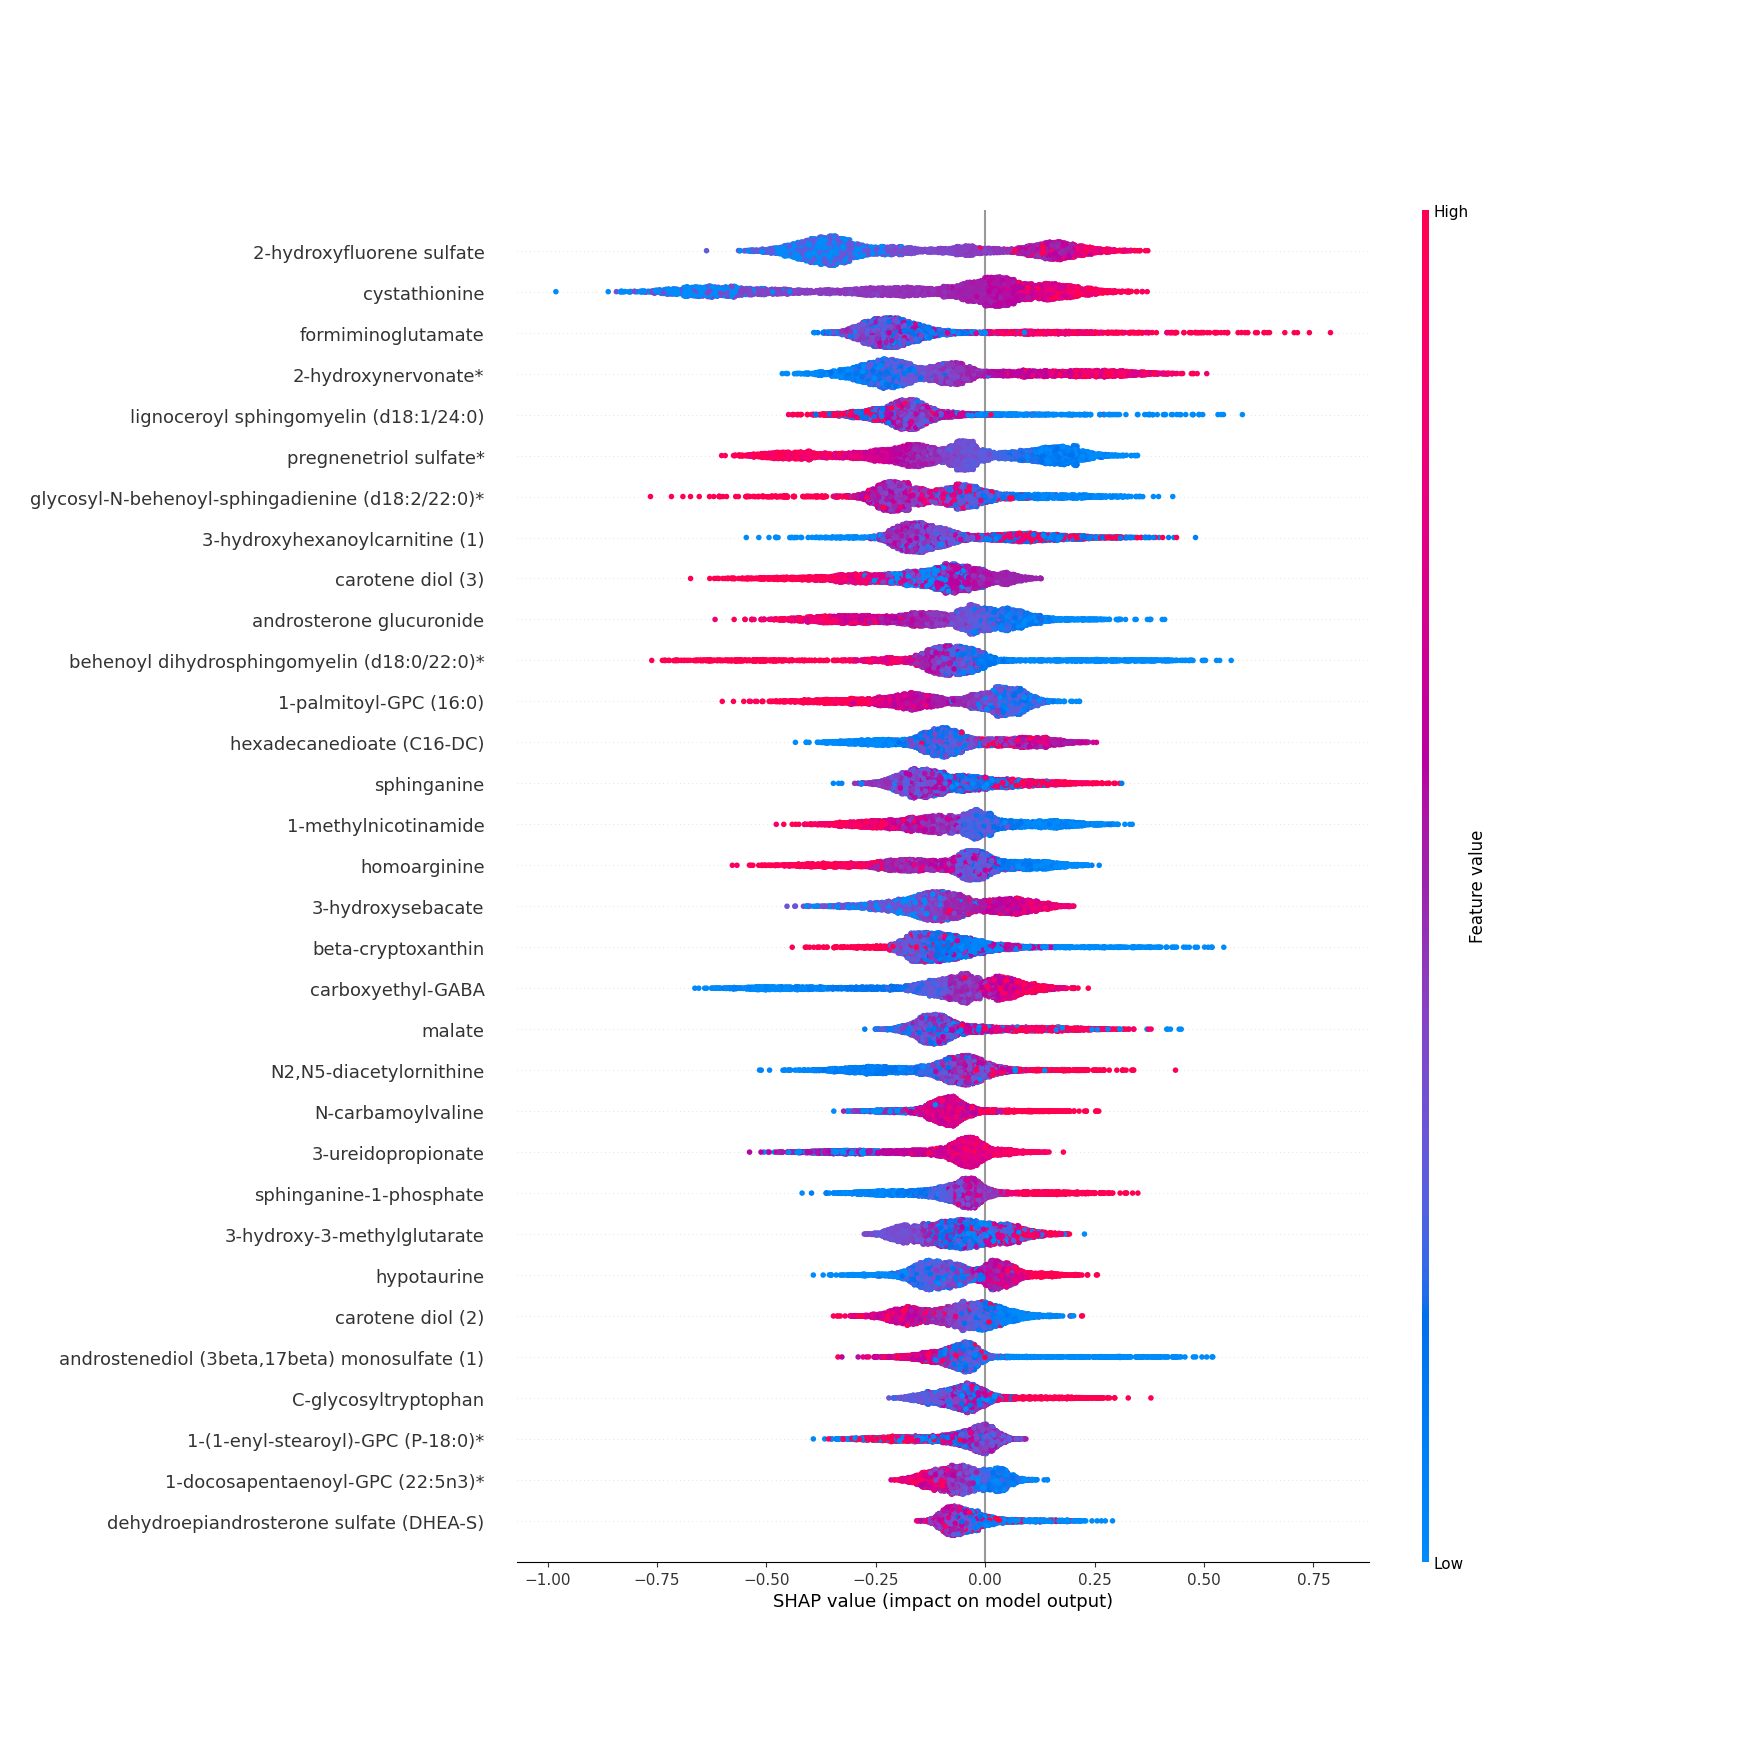 High
2-hydroxyfluorene sulfate
cystathionine
formiminoglutamate
2-hydroxynervonate*
lignoceroyl sphingomyelin (d18:1/24:0)
pregnenetriol sulfate*
glycosyl-N-behenoyl-sphingadienine (d18:2/22:0)*
3-hydroxyhexanoylcarnitine (1)
carotene diol (3)
androsterone glucuronide
behenoyl dihydrosphingomyelin (d18:0/22:0)*
1-palmitoyl-GPC (16:0)
hexadecanedioate (C16-DC)
sphinganine
1-methylnicotinamide
homoarginine
3-hydroxysebacate
beta-cryptoxanthin
carboxyethyl-GABA
malate
N2,N5-diacetylornithine
N-carbamoylvaline
3-ureidopropionate
sphinganine-1-phosphate
3-hydroxy-3-methylglutarate
hypotaurine
carotene diol (2)
androstenediol (3beta,17beta) monosulfate (1)
C-glycosyltryptophan
1-(1-enyl-stearoyl)-GPC (P-18:0)*
1-docosapentaenoyl-GPC (22:5n3)*
dehydroepiandrosterone sulfate (DHEA-S)
Feature value
Low
−1.00 −0.75 −0.50 −0.25 0.00 0.25 0.50 0.75
SHAP value (impact on model output)